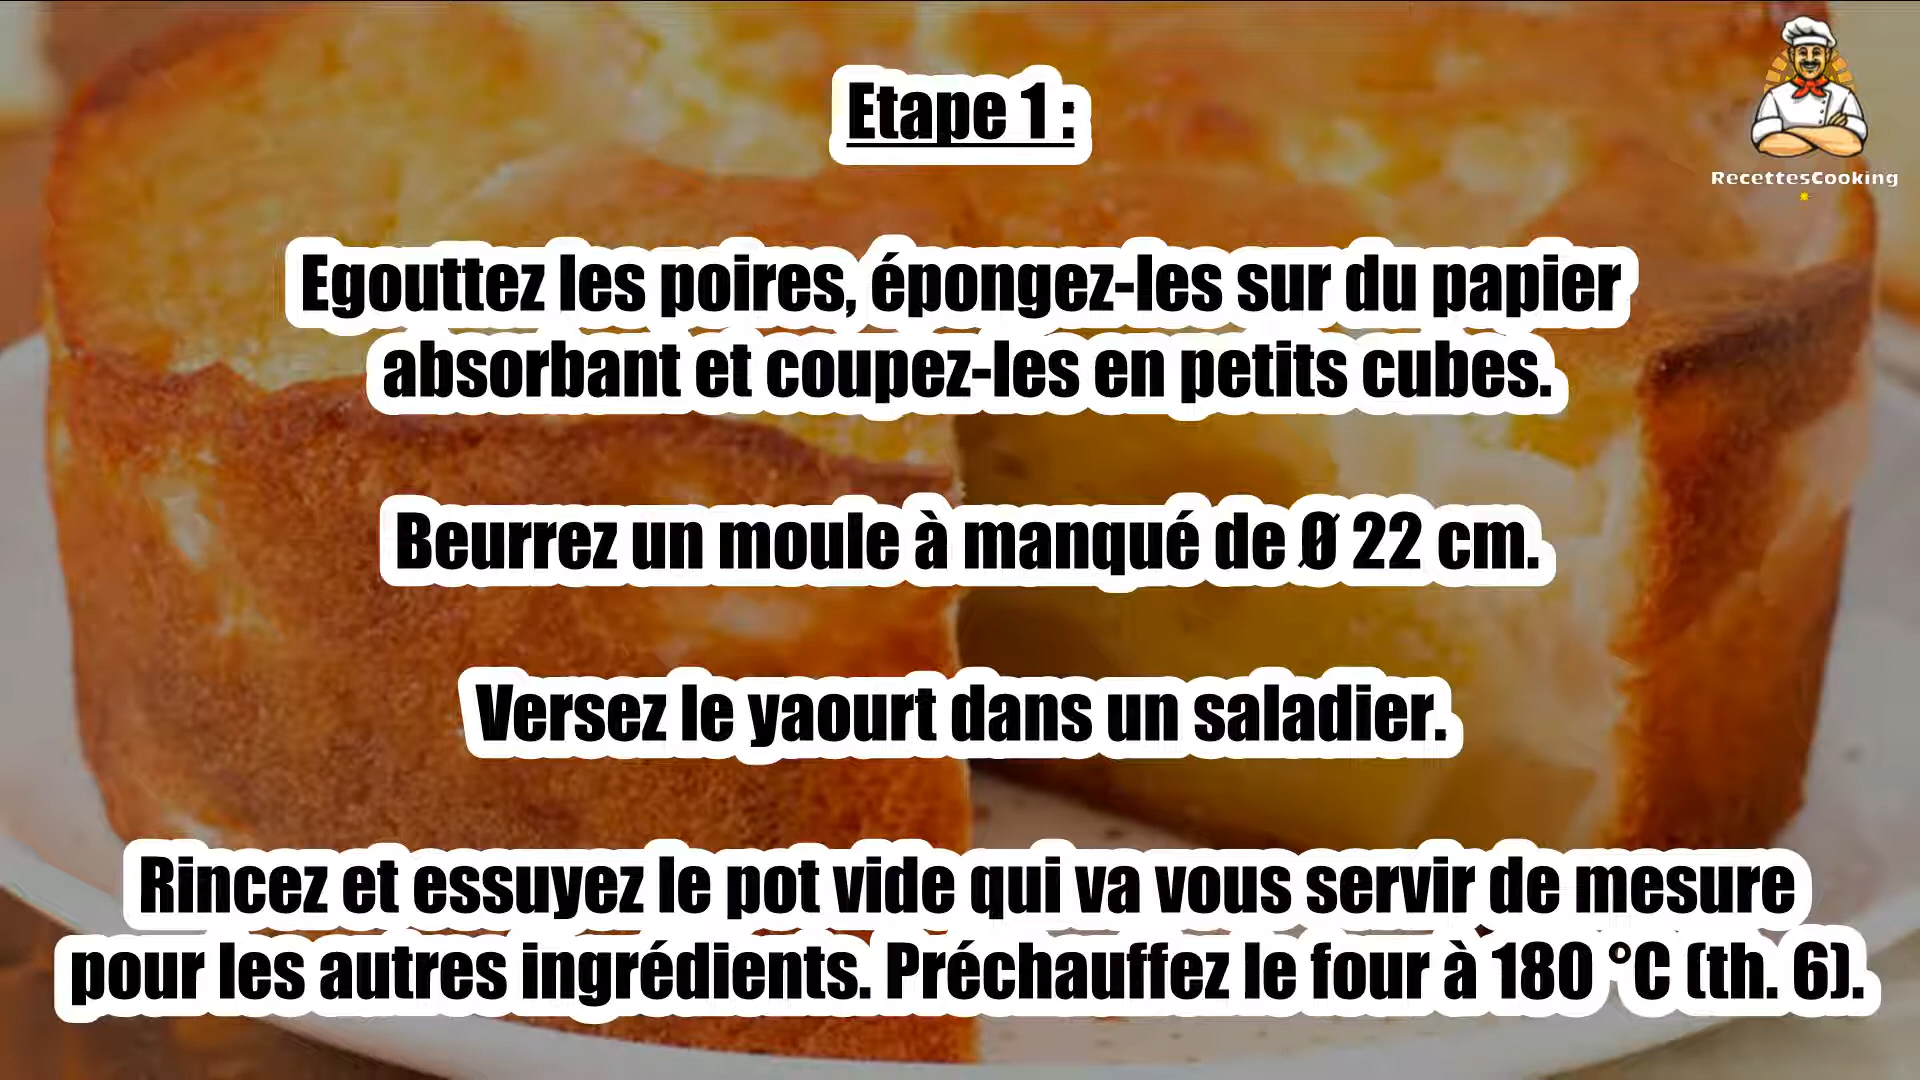 Etape 1 :
RecettesCooking
Egouttez les poires, épongez-les sur du papier
absorbant et coupez-les en petits cubes.
Beurrez un moule à manqué de Ø 22 cm.
Versez le yaourt dans un saladier.
Rincez et essuyez le pot vide qui va vous servir de mesure
pour les autres ingrédients. Préchauffez le four à 180 °C (th. 6).